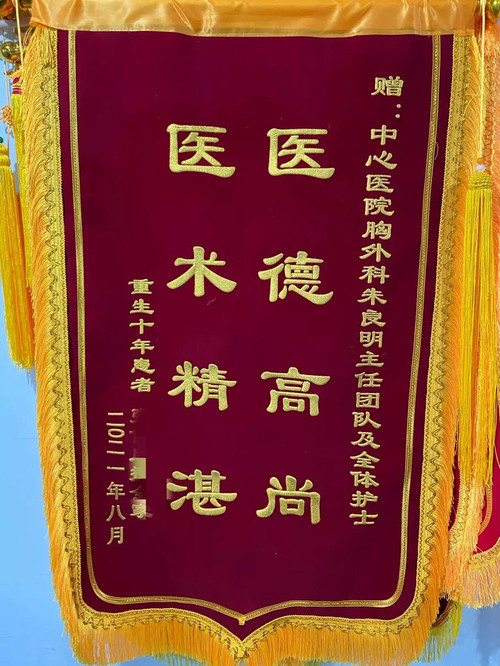 赠：中心医院胸外科朱良明主任团队及全体护士
医德高尚
医术精湛
重生十年患者
二〇二一年八月